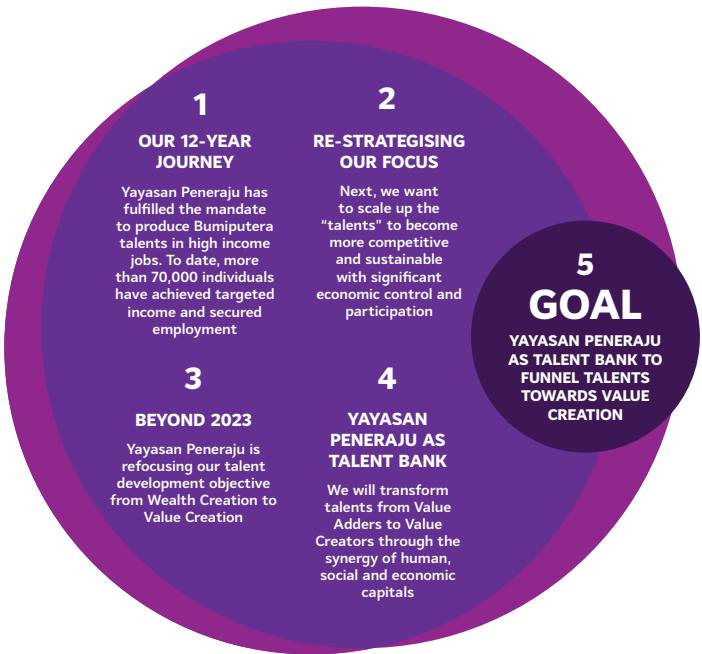 1
OUR 12-YEAR
JOURNEY
Yayasan Peneraju has
fulfilled the mandate
to produce Bumiputera
talents in high income
jobs. To date, more
than 70,000 individuals
have achieved targeted
income and secured
employment
2
RE-STRATEGISING
OUR FOCUS
Next, we want
to scale up the
“talents” to become
more competitive
and sustainable
with significant
economic control and
participation
3
BEYOND 2023
Yayasan Peneraju is
refocusing our talent
development objective
from Wealth Creation to
Value Creation
4
YAYASAN
PENERAJU AS
TALENT BANK
We will transform
talents from Value
Adders to Value
Creators through the
synergy of human,
social and economic
capitals
5
GOAL
YAYASAN PENERAJU
AS TALENT BANK TO
FUNNEL TALENTS
TOWARDS VALUE
CREATION